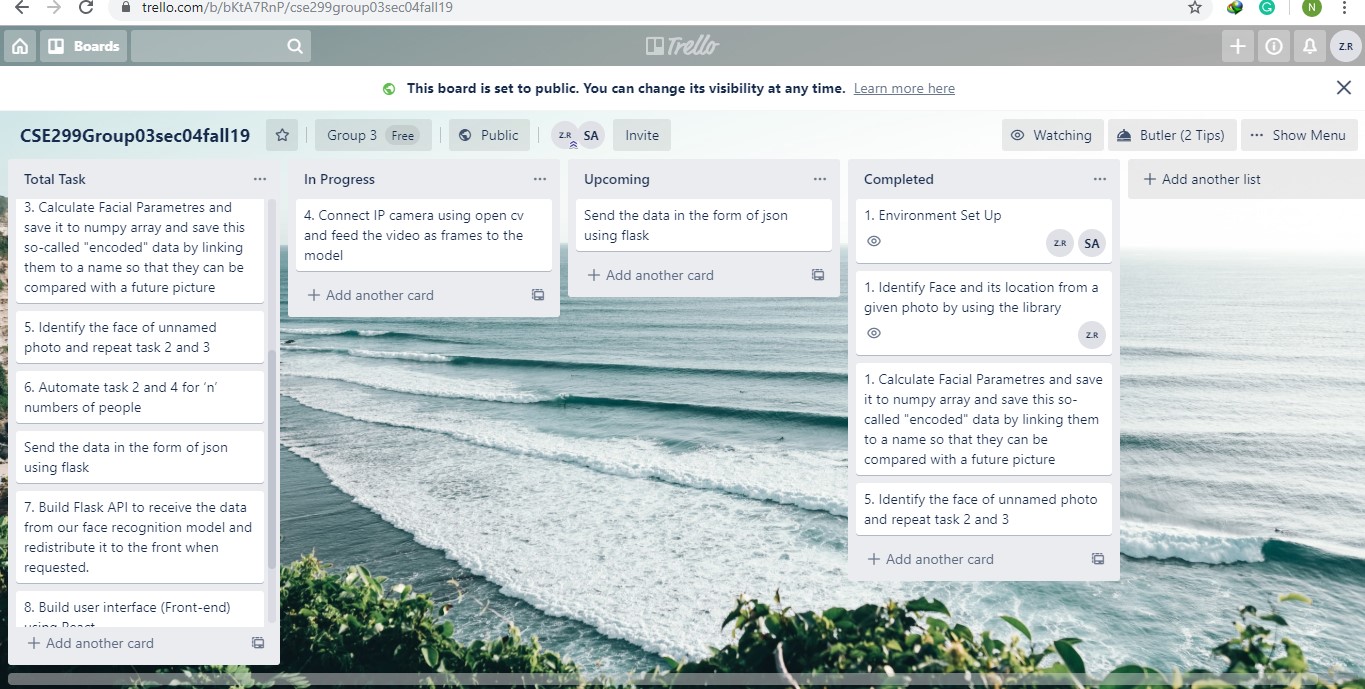 trello.com/b/bKtA7RnP/cse299group03sec04fall19
N
Boards
Trello
Z.R
This board is set to public. You can change its visibility at any time. Learn more here
CSE299Group03sec04fall19
Group 3 Free
Public
Z.R SA
Invite
Watching
Butler (2 Tips)
... Show Menu
Total Task
...
3. Calculate Facial Parametres and
save it to numpy array and save this
so-called "encoded" data by linking
them to a name so that they can be
compared with a future picture
5. Identify the face of unnamed
photo and repeat task 2 and 3
6. Automate task 2 and 4 for ‘n’
numbers of people
Send the data in the form of json
using flask
7. Build Flask API to receive the data
from our face recognition model and
redistribute it to the front when
requested.
8. Build user interface (Front-end)
using React
+ Add another card
In Progress
...
4. Connect IP camera using open cv
and feed the video as frames to the
model
+ Add another card
Upcoming
...
Send the data in the form of json
using flask
+ Add another card
Completed
...
1. Environment Set Up
Z.R SA
1. Identify Face and its location from a
given photo by using the library
Z.R
1. Calculate Facial Parametres and save
it to numpy array and save this so-
called "encoded" data by linking them
to a name so that they can be
compared with a future picture
5. Identify the face of unnamed photo
and repeat task 2 and 3
+ Add another card
+ Add another list